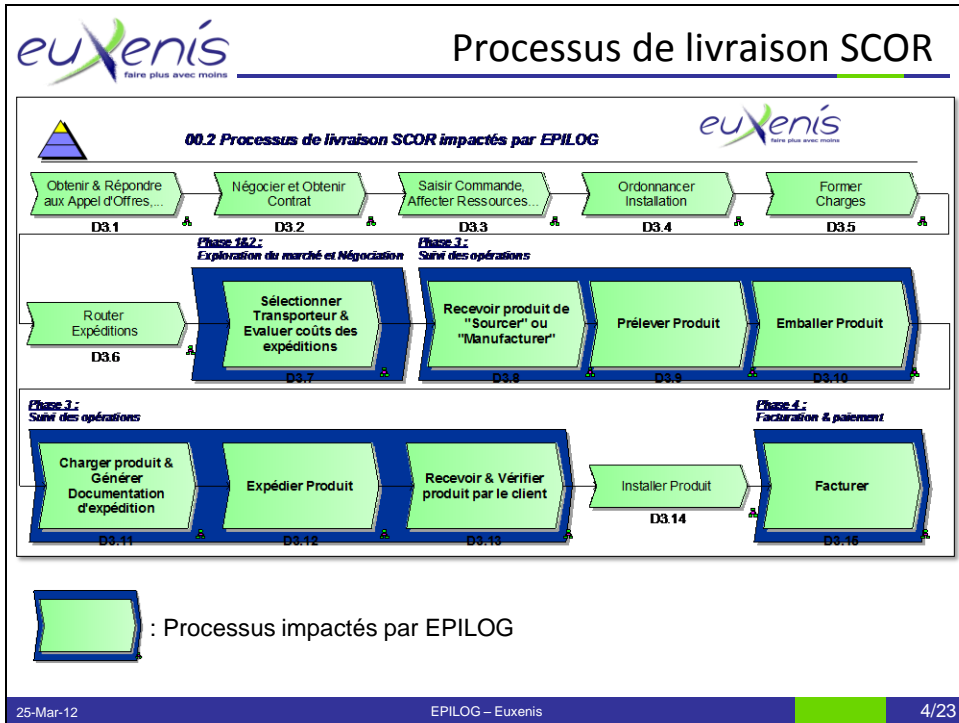 euxenis
faire plus avec moins
Processus de livraison SCOR
00.2 Processus de livraison SCOR impactés par EPILOG
euxenis
faire plus avec moins
Obtenir & Répondre
aux Appel d'Offres,...
D3.1
Négocier et Obtenir
Contrat
D3.2
Saisir Commande,
Affecter Ressources...
D3.3
Ordonnancer
Installation
D3.4
Former
Charges
D3.5
Phase 1&2 :
Exploration du marché et Négociation
Phase 3 :
Suivi des opérations
Router
Expéditions
D3.6
Sélectionner
Transporteur &
Evaluer coûts des
expéditions
D3.7
Recevoir produit de
"Sourcer" ou
"Manufacturer"
D3.8
Prélever Produit
D3.9
Emballer Produit
D3.10
Phase 3 :
Suivi des opérations
Phase 4 :
Facturation & paiement
Charger produit &
Générer
Documentation
d'expédition
D3.11
Expédier Produit
D3.12
Recevoir & Vérifier
produit par le client
D3.13
Installer Produit
D3.14
Facturer
D3.15
: Processus impactés par EPILOG
25-Mar-12
EPILOG – Euxenis
4/23